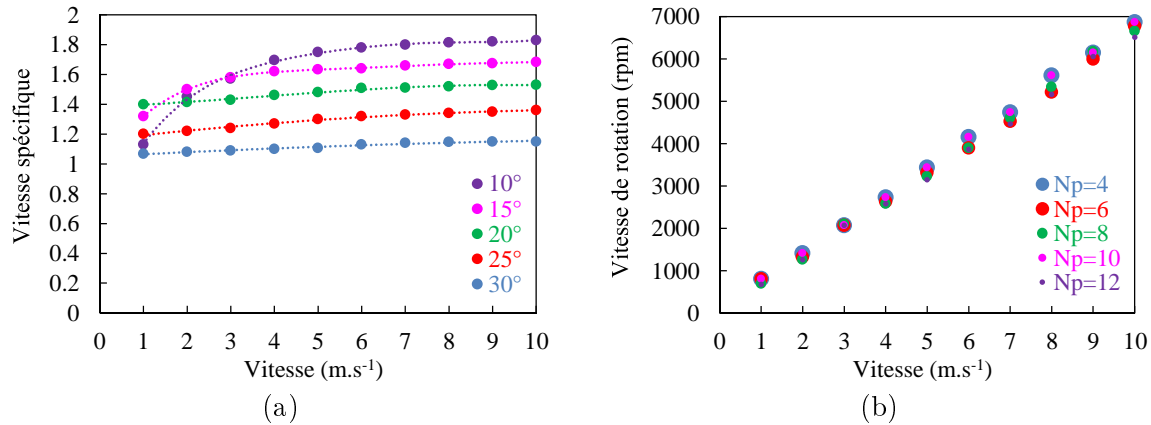 2
1.8
1.6
1.4
1.2
1
0.8
0.6
0.4
0.2
0
Vitesse spécifique
10°
15°
20°
25°
30°
0 1 2 3 4 5 6 7 8 9 10
Vitesse (m.s-1)
(a)
7000
6000
5000
4000
3000
2000
1000
0
Vitesse de rotation (rpm)
Np=4
Np=6
Np=8
Np=10
Np=12
0 1 2 3 4 5 6 7 8 9 10
Vitesse (m.s-1)
(b)